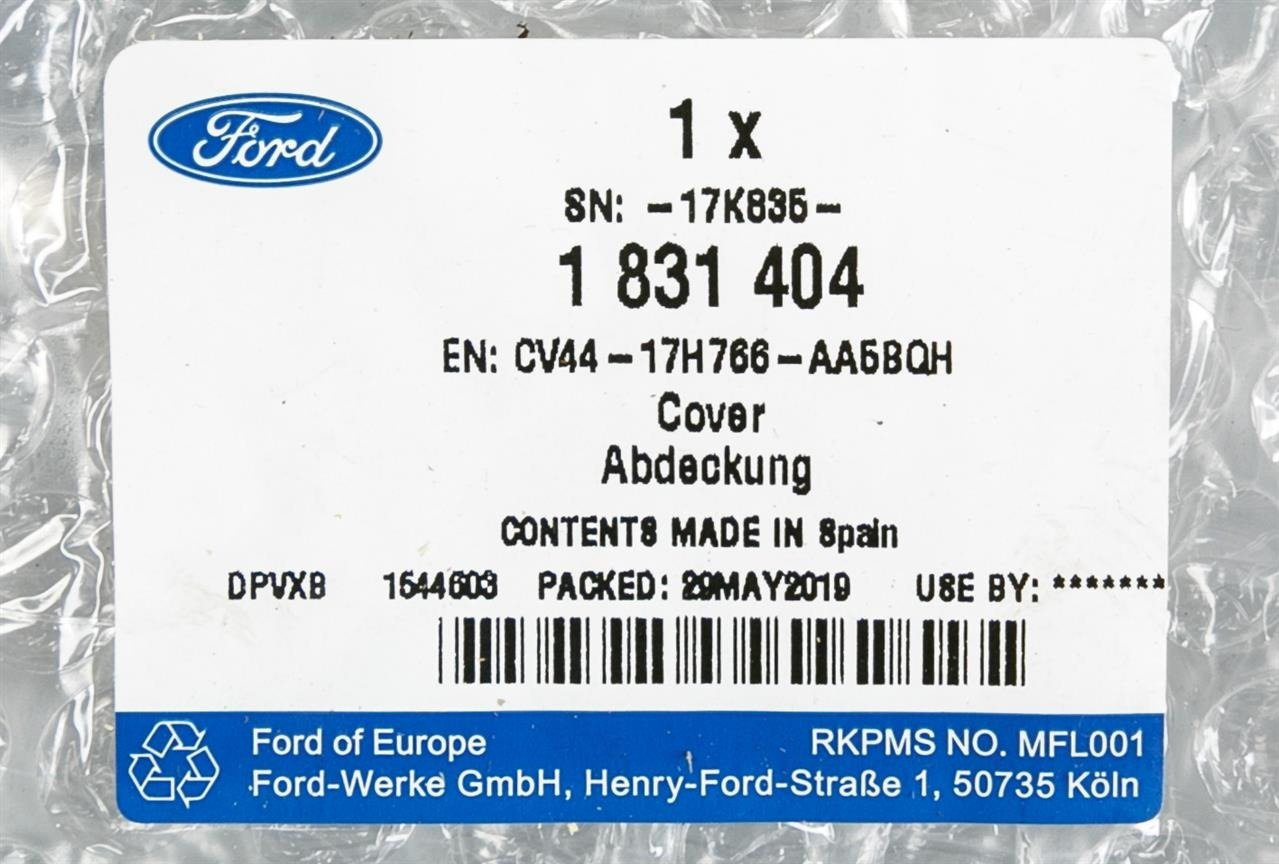 Ford
1 x
SN: -17K835-
1 831 404
EN: CV44-17H766-AA5BQH
Cover
Abdeckung
CONTENTS MADE IN Spain
DPVXB 1544503 PACKED: 29MAY2019 USE BY: *******
Ford of Europe RKPMS NO. MFL001
Ford-Werke GmbH, Henry-Ford-Straße 1, 50735 Köln